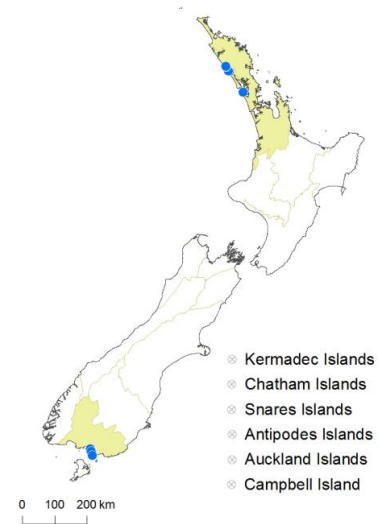 Kermadec Islands
Chatham Islands
Snares Islands
Antipodes Islands
Auckland Islands
Campbell Island
0 100 200 km